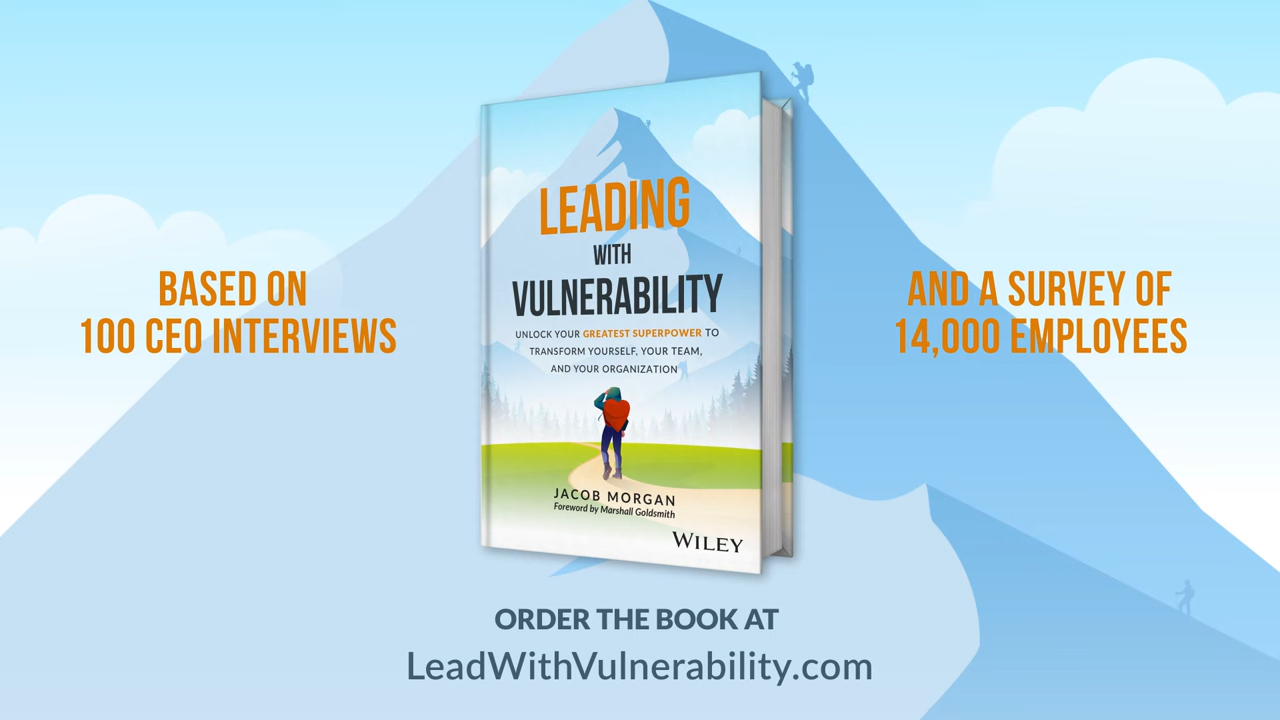 BASED ON
100 CEO INTERVIEWS
LEADING
WITH
VULNERABILITY
UNLOCK YOUR GREATEST SUPERPOWER TO
TRANSFORM YOURSELF, YOUR TEAM,
AND YOUR ORGANIZATION
JACOB MORGAN
Foreword by Marshall Goldsmith
WILEY
AND A SURVEY OF
14,000 EMPLOYEES
ORDER THE BOOK AT
LeadWithVulnerability.com